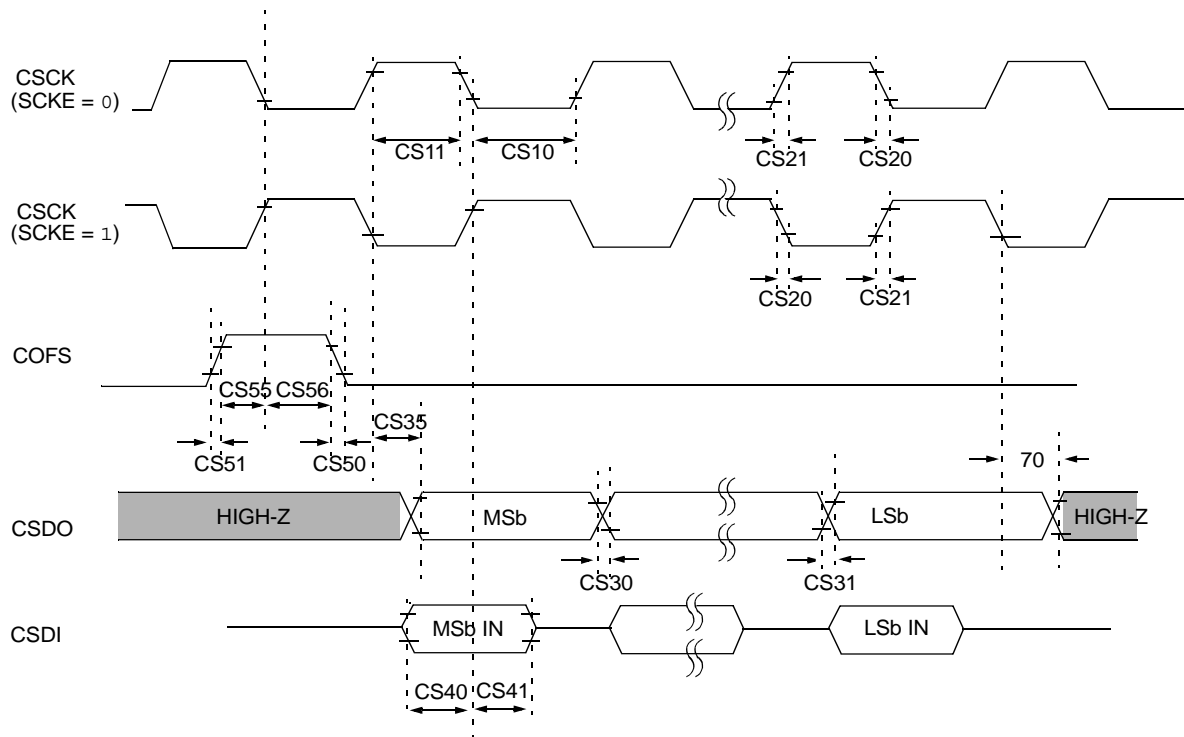 CSCK
(SCKE = 0)
CS11
CS10
CS21
CS20
CSCK
(SCKE = 1)
CS20
CS21
COFS
CS55
CS56
CS35
CS51
CS50
70
CSDO
HIGH-Z
MSb
LSb
HIGH-Z
CS30
CS31
CSDI
MSb IN
LSb IN
CS40
CS41